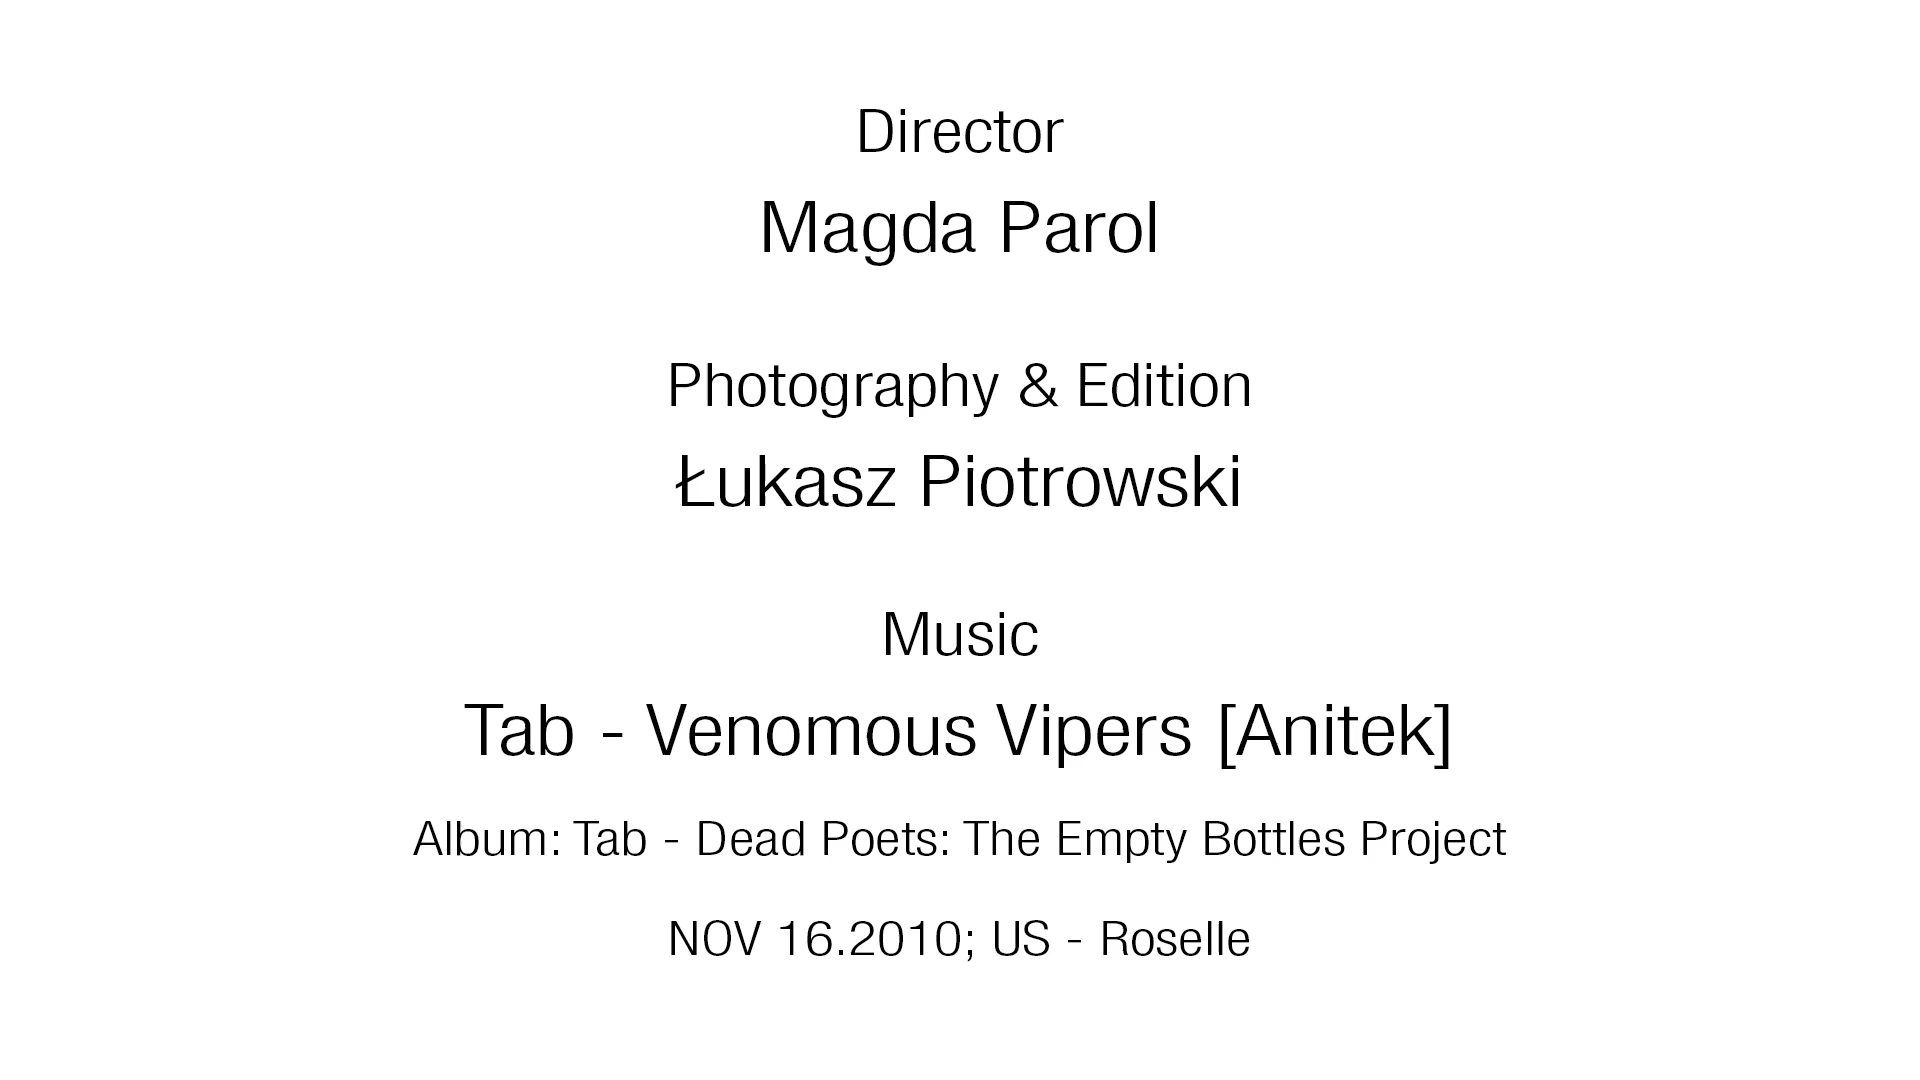 Director
Magda Parol
Photography & Edition
Łukasz Piotrowski
Music
Tab - Venomous Vipers [Anitek]
Album: Tab - Dead Poets: The Empty Bottles Project
NOV 16.2010; US - Roselle